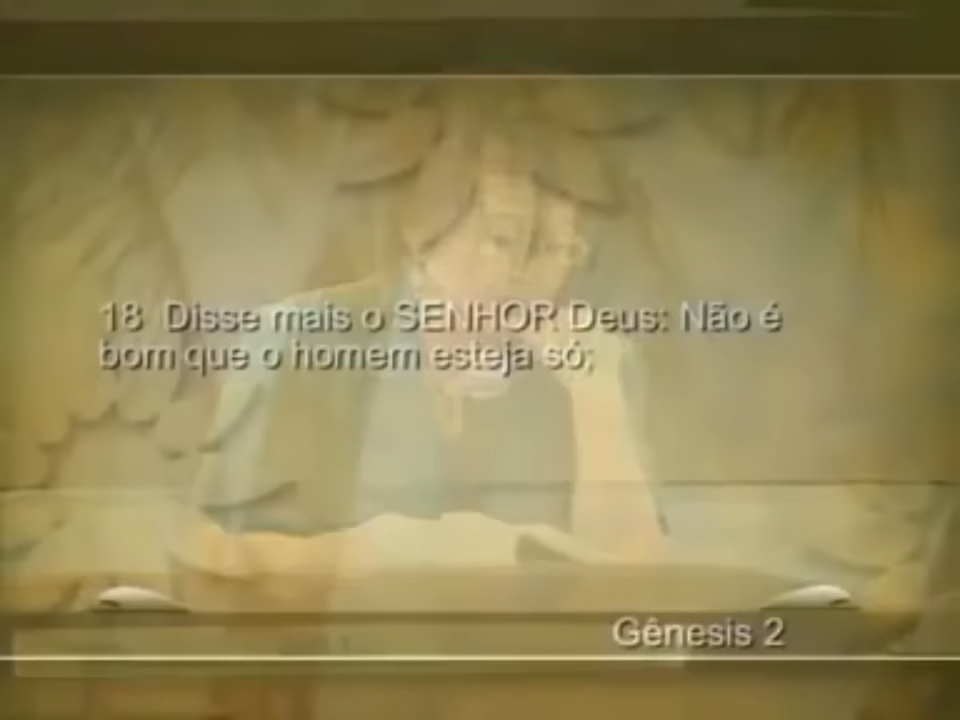 18 Disse mais o SENHOR Deus: Não é
bom que o homem esteja só;
Gênesis 2